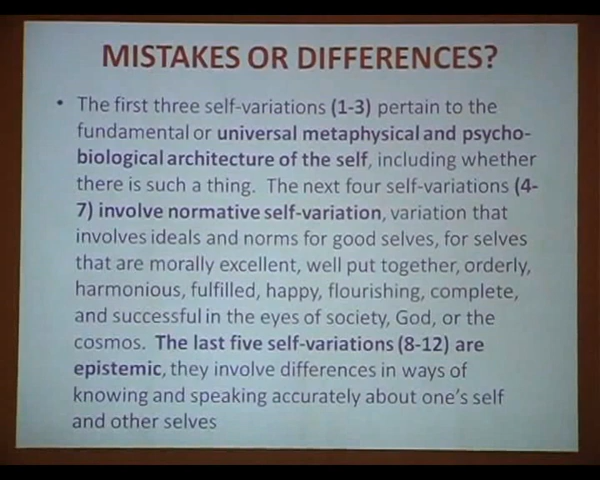 MISTAKES OR DIFFERENCES?
• The first three self-variations (1-3) pertain to the
fundamental or universal metaphysical and psycho-
biological architecture of the self, including whether
there is such a thing. The next four self-variations (4-
7) involve normative self-variation, variation that
involves ideals and norms for good selves, for selves
that are morally excellent, well put together, orderly,
harmonious, fulfilled, happy, flourishing, complete,
and successful in the eyes of society, God, or the
cosmos. The last five self-variations (8-12) are
epistemic, they involve differences in ways of
knowing and speaking accurately about one's self
and other selves